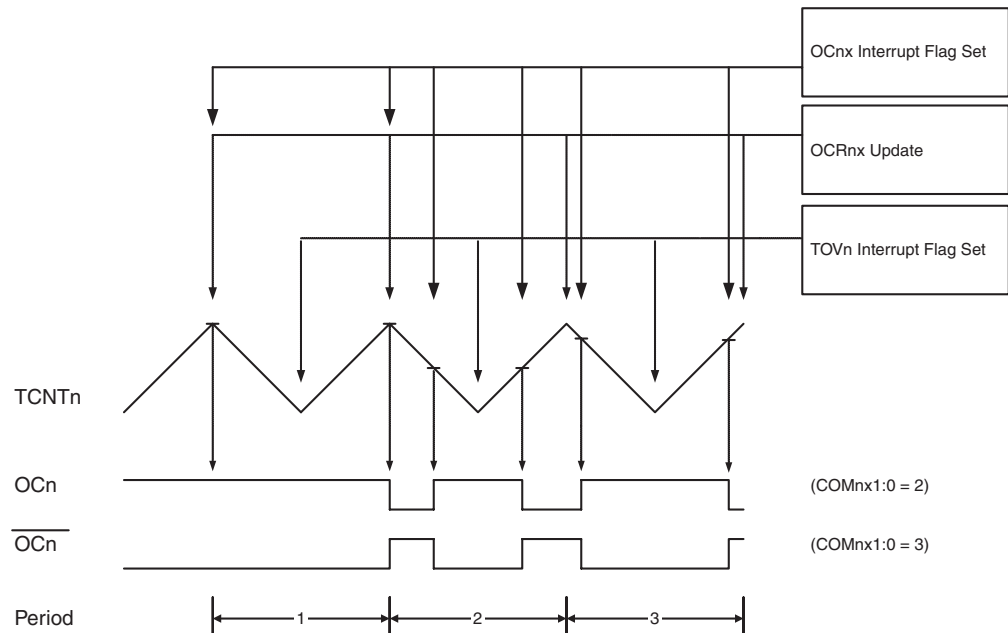 OCnx Interrupt Flag Set
OCRnx Update
TOVn Interrupt Flag Set
TCNTn
OCn (COMnx1:0 = 2)
OCn (COMnx1:0 = 3)
Period 1 2 3